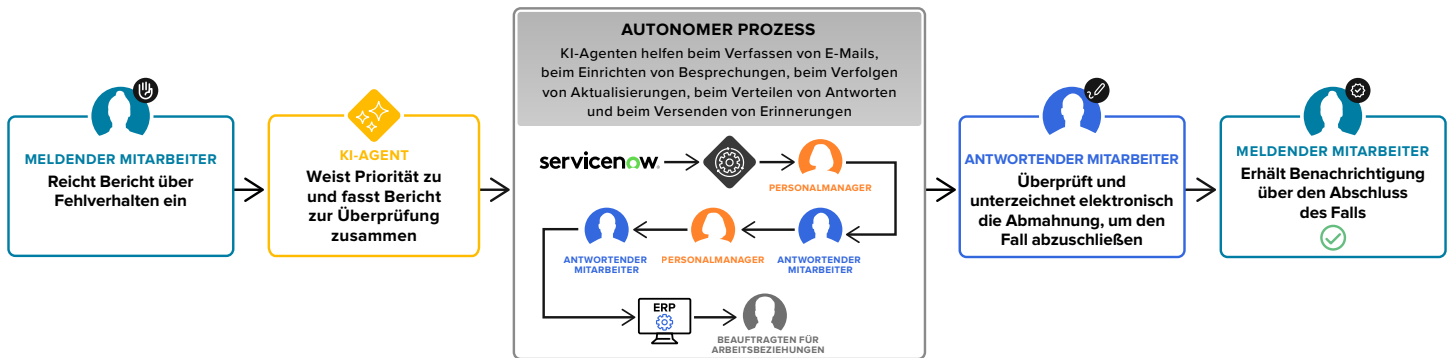 MELDENDER MITARBEITER
Reicht Bericht über
Fehlverhalten ein
KI-AGENT
Weist Priorität zu
und fasst Bericht
zur Überprüfung
zusammen
AUTONOMER PROZESS
KI-Agenten helfen beim Verfassen von E-Mails,
beim Einrichten von Besprechungen, beim Verfolgen
von Aktualisierungen, beim Verteilen von Antworten
und beim Versenden von Erinnerungen
servicenow
PERSONALMANAGER
ANTWORTENDER
MITARBEITER
PERSONALMANAGER
ANTWORTENDER
MITARBEITER
ERP
BEAUFTRAGTEN FÜR
ARBEITSBEZIEHUNGEN
ANTWORTENDER MITARBEITER
Überprüft und
unterzeichnet elektronisch
die Abmahnung, um den
Fall abzuschließen
MELDENDER MITARBEITER
Erhält Benachrichtigung
über den Abschluss
des Falls